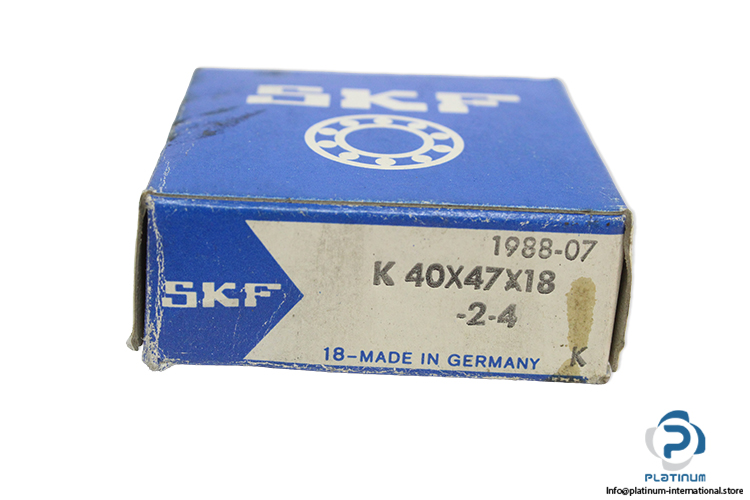 SKF
1988-07
K 40X47X18
-2-4
SKF
18-MADE IN GERMANY K
PLATINUM
Info@platinum-international.store